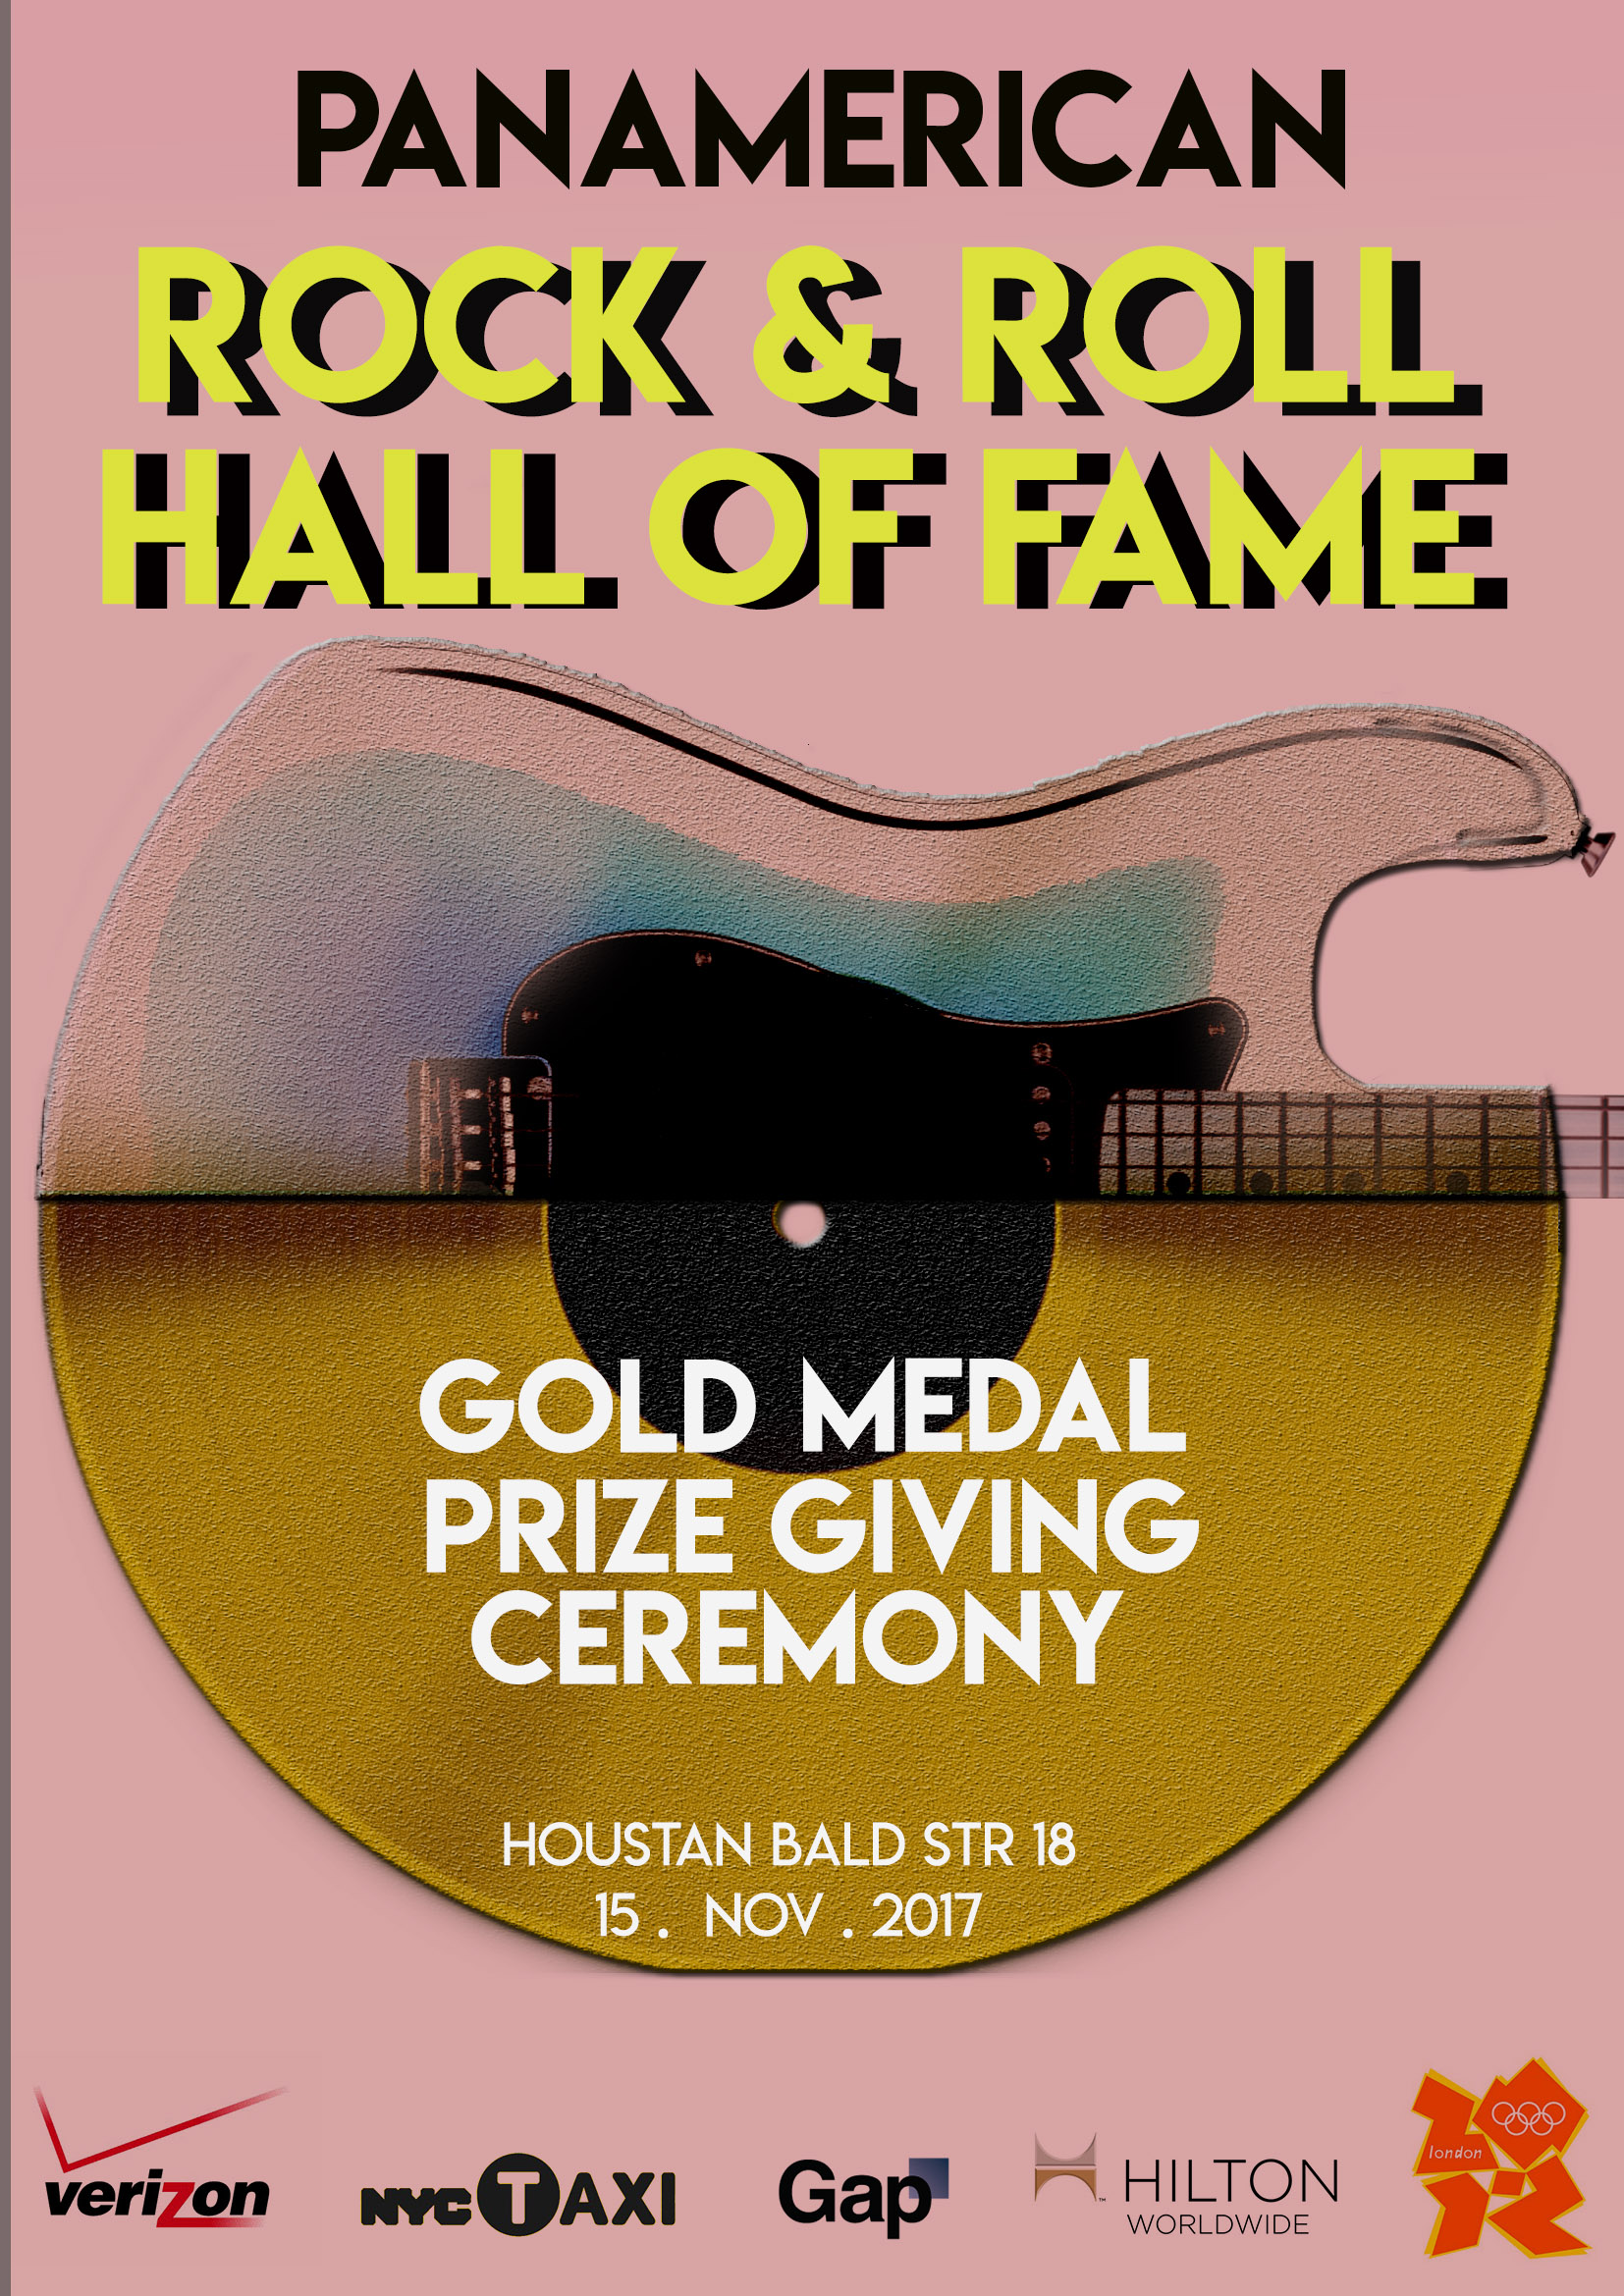 PANAMERICAN
ROCK & ROLL
HALL OF FAME
GOLD MEDAL
PRIZE GIVING
CEREMONY
HOUSTAN BALD STR 18
15 . NOV . 2017
verizon
NYC TAXI
Gap
HILTON
WORLDWIDE
london